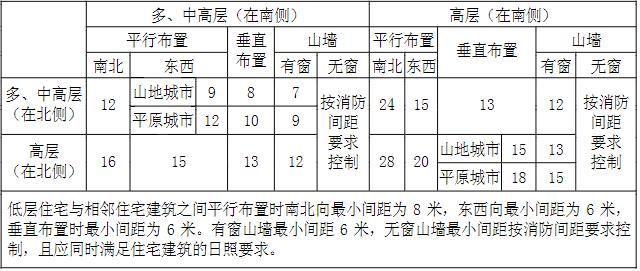 多、中高层（在南侧） 高层（在南侧）
平行布置 垂直布置 山墙 平行布置 垂直布置 山墙
南北 东西 有窗 无窗 南北 东西 有窗 无窗
多、中高层（在北侧） 12 山地城市 9 8 7 按消防间距要求控制 24 15 13 12 按消防间距要求控制
平原城市 12 10 9
高层（在北侧） 16 15 13 12 28 20 山地城市 15 13
平原城市 18 15
低层住宅与相邻住宅建筑之间平行布置时南北向最小间距为 8 米，东西向最小间距为 6 米，
垂直布置时最小间距为 6 米。有窗山墙最小间距 6 米，无窗山墙最小间距按消防间距要求控
制，且应同时满足住宅建筑的日照要求。